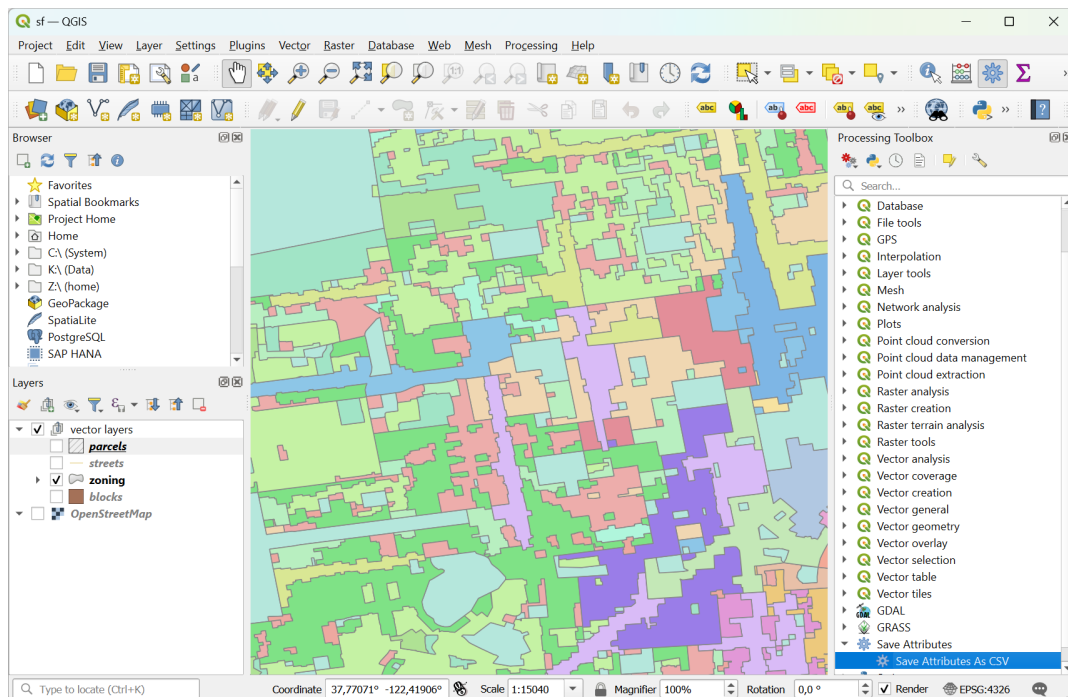 sf — QGIS
Project Edit View Layer Settings Plugins Vector Raster Database Web Mesh Processing Help
Browser
Favorites
Spatial Bookmarks
Project Home
Home
C:\ (System)
K:\ (Data)
Z:\ (home)
GeoPackage
SpatiaLite
PostgreSQL
SAP HANA
Layers
vector layers
parcels
streets
zoning
blocks
OpenStreetMap
Processing Toolbox
Search...
Database
File tools
GPS
Interpolation
Layer tools
Mesh
Network analysis
Plots
Point cloud conversion
Point cloud data management
Point cloud extraction
Raster analysis
Raster creation
Raster terrain analysis
Raster tools
Vector analysis
Vector coverage
Vector creation
Vector general
Vector geometry
Vector overlay
Vector selection
Vector table
Vector tiles
GDAL
GRASS
Save Attributes
Save Attributes As CSV
Type to locate (Ctrl+K) Coordinate 37,77071° -122,41906° Scale 1:15040 Magnifier 100% Rotation 0,0 ° Render EPSG:4326